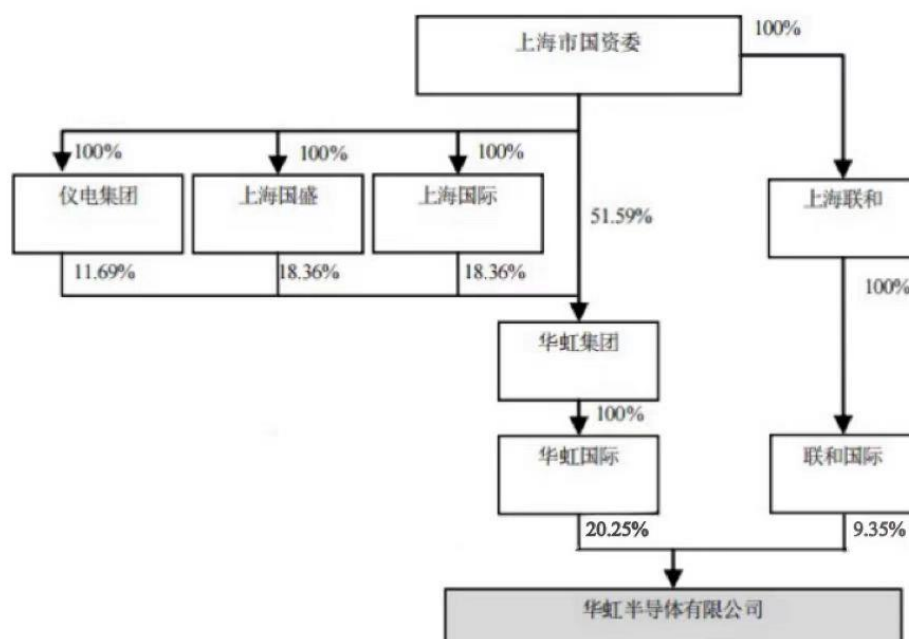 上海市国资委
100%
100%
100%
100%
仪电集团
上海国盛
上海国际
上海联和
51.59%
11.69%
18.36%
18.36%
100%
华虹集团
100%
华虹国际
联和国际
20.25%
9.35%
华虹半导体有限公司